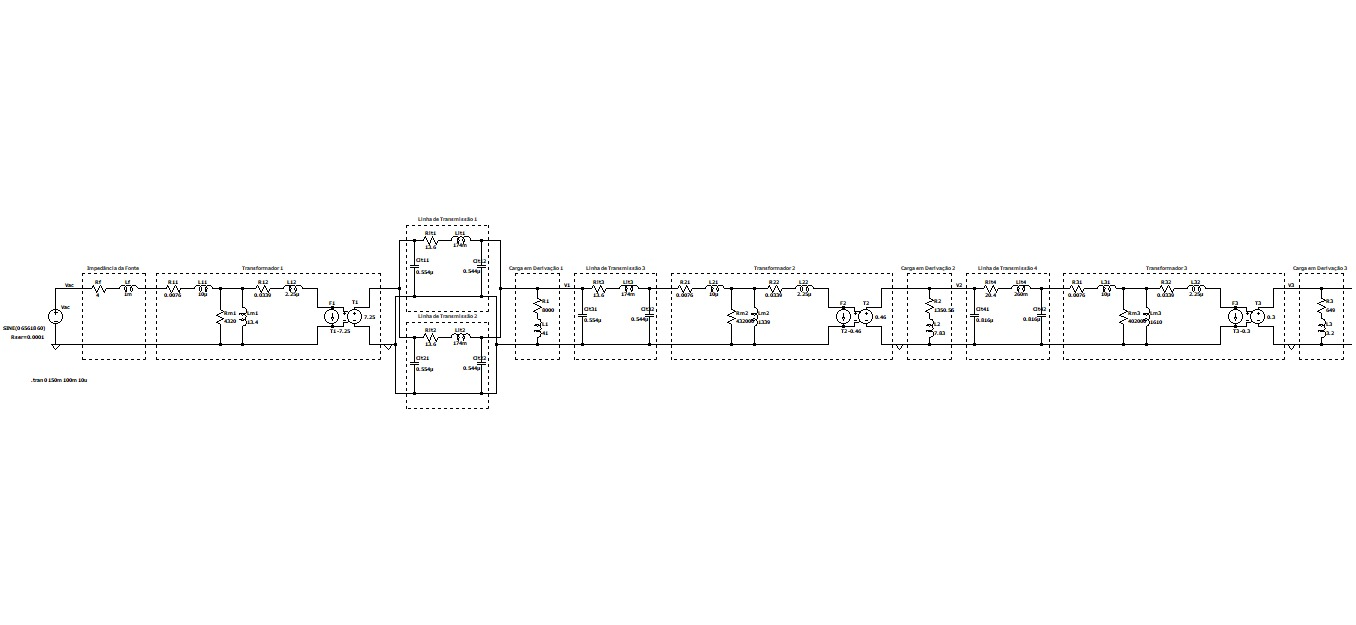 Linha de Transmissão 1
Rlt1
13.6
Llt1
174m
Clt11
0.554µ
Clt12
0.544µ
Impedância da Fonte
Vac
Rf
4
Lf
1m
Vac
SINE(0 65618 60)
Rser=0.0001
.tran 0 150m 100m 10u
Transformador 1
R11
0.0076
L11
10µ
R12
0.0339
L12
2.25µ
Rm1
4320
Lm1
13.4
F1
T1
7.25
T1 -7.25
Linha de Transmissão 2
Rlt2
13.6
Llt2
174m
Clt21
0.554µ
Clt22
0.544µ
Carga em Derivação 1
R1
8000
L1
41
V1
Linha de Transmissão 3
Rlt3
13.6
Llt3
174m
Clt31
0.554µ
Clt32
0.544µ
Transformador 2
R21
0.0076
L21
10µ
R22
0.0339
L22
2.25µ
Rm2
432000
Lm2
1339
F2
T2
0.46
T2 -0.46
Carga em Derivação 2
R2
1350.56
L2
7.83
V2
Linha de Transmissão 4
Rlt4
20.4
Llt4
260m
Clt41
0.816µ
Clt42
0.816µ
Transformador 3
R31
0.0076
L31
10µ
R32
0.0339
L32
2.25µ
Rm3
Lm3
1610
F3
T3
0.3
T3 -0.3
V3
Carga em Derivação 3
R3
649
L3
3.2